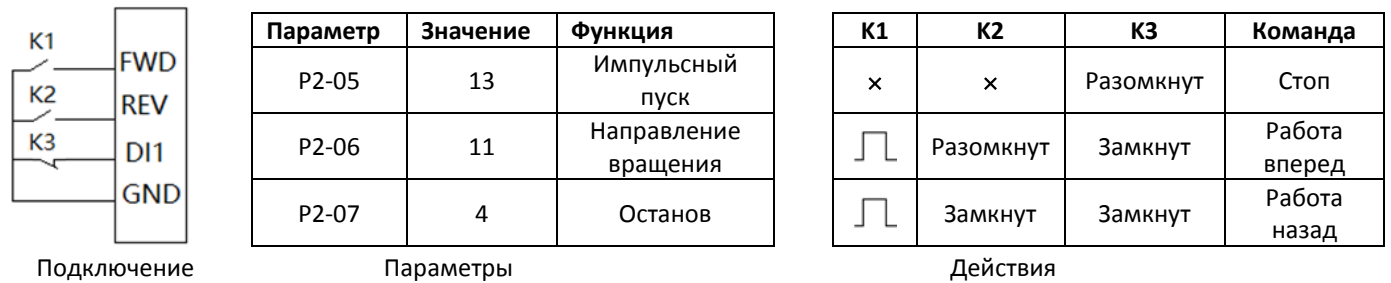 K1
FWD
K2
REV
K3
DI1
GND
Подключение
Параметр Значение Функция
P2-05 13 Импульсный
пуск
P2-06 11 Направление
вращения
P2-07 4 Останов
Параметры
К1 К2 К3 Команда
× × Разомкнут Стоп
Разомкнут Замкнут Работа
вперед
Замкнут Замкнут Работа
назад
Действия